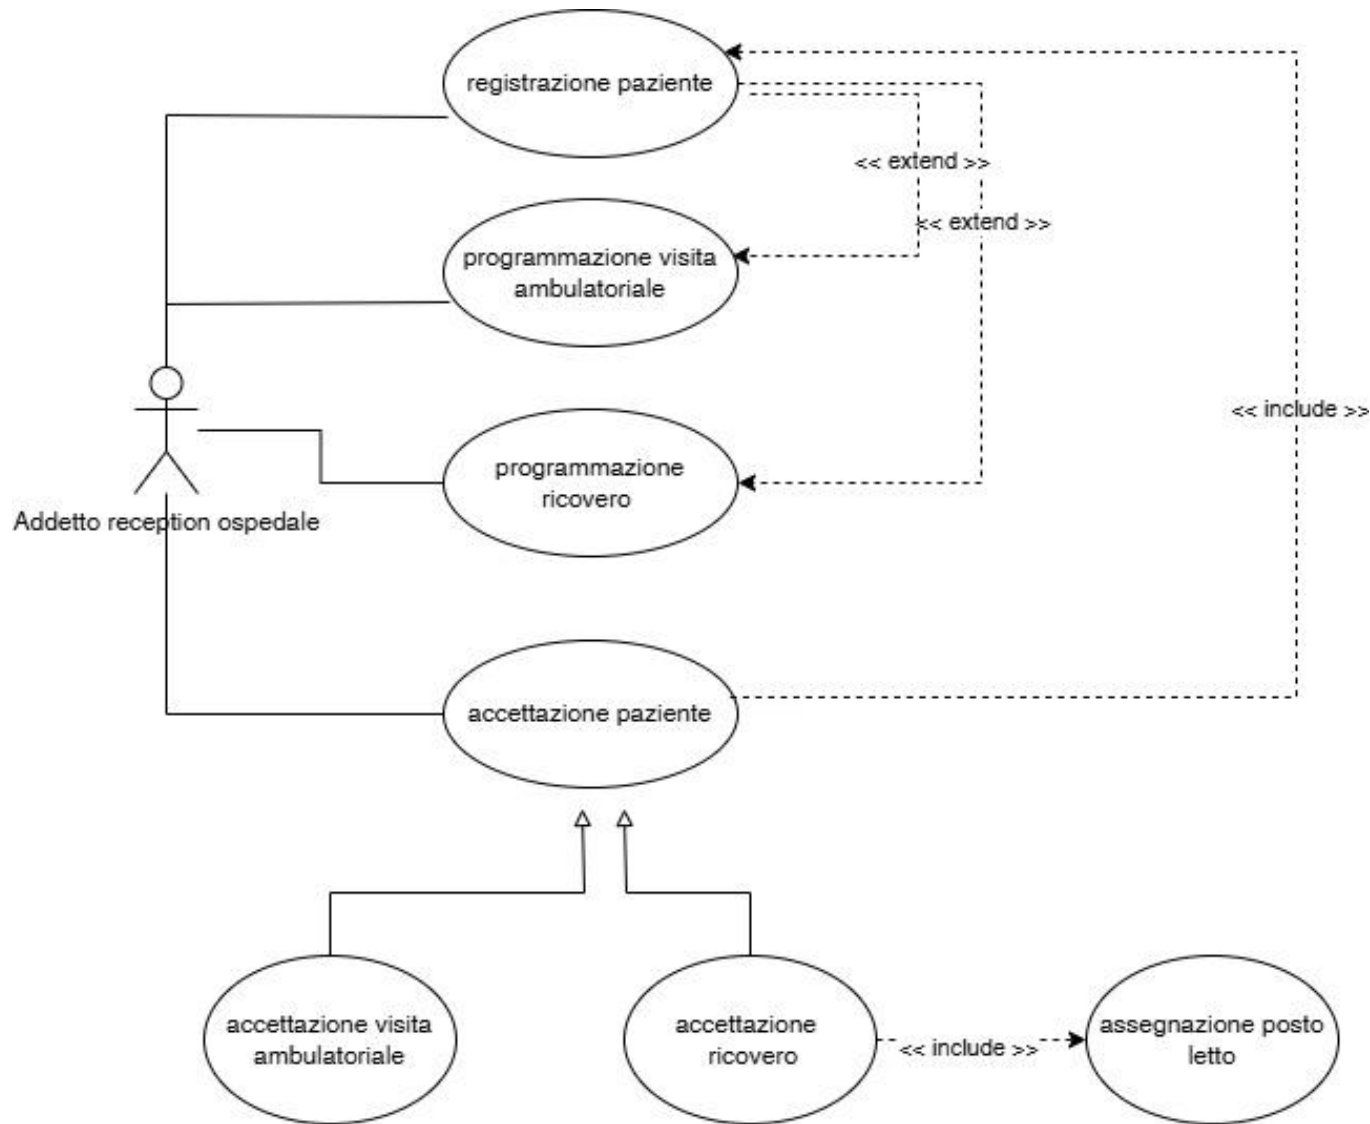 registrazione paziente
<< extend >>
<< extend >>
programmazione visita
ambulatoriale
<< include >>
programmazione
ricovero
Addetto reception ospedale
accettazione paziente
accettazione visita
ambulatoriale
accettazione
ricovero
<< include >>
assegnazione posto
letto